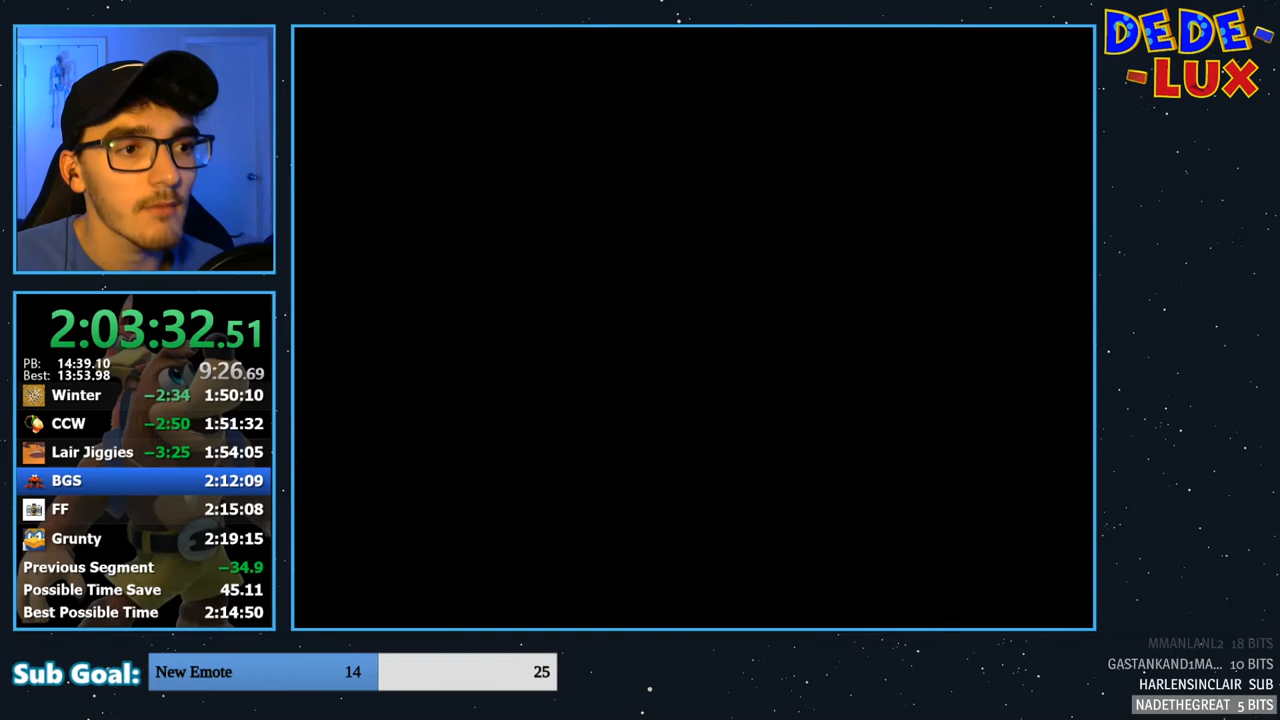 DEDE-
-LUX
2:03:32.51
PB: 14:39.10
Best: 13:53.98
9:26.69
Winter −2:34 1:50:10
CCW −2:50 1:51:32
Lair Jiggies −3:25 1:54:05
BGS 2:12:09
FF 2:15:08
Grunty 2:19:15
Previous Segment −34.9
Possible Time Save 45.11
Best Possible Time 2:14:50
Sub Goal: New Emote 14 25
MMANLANL2 18 BITS
GASTANKAND1MA... 10 BITS
HARLENSINCLAIR SUB
NADETHEGREAT 5 BITS